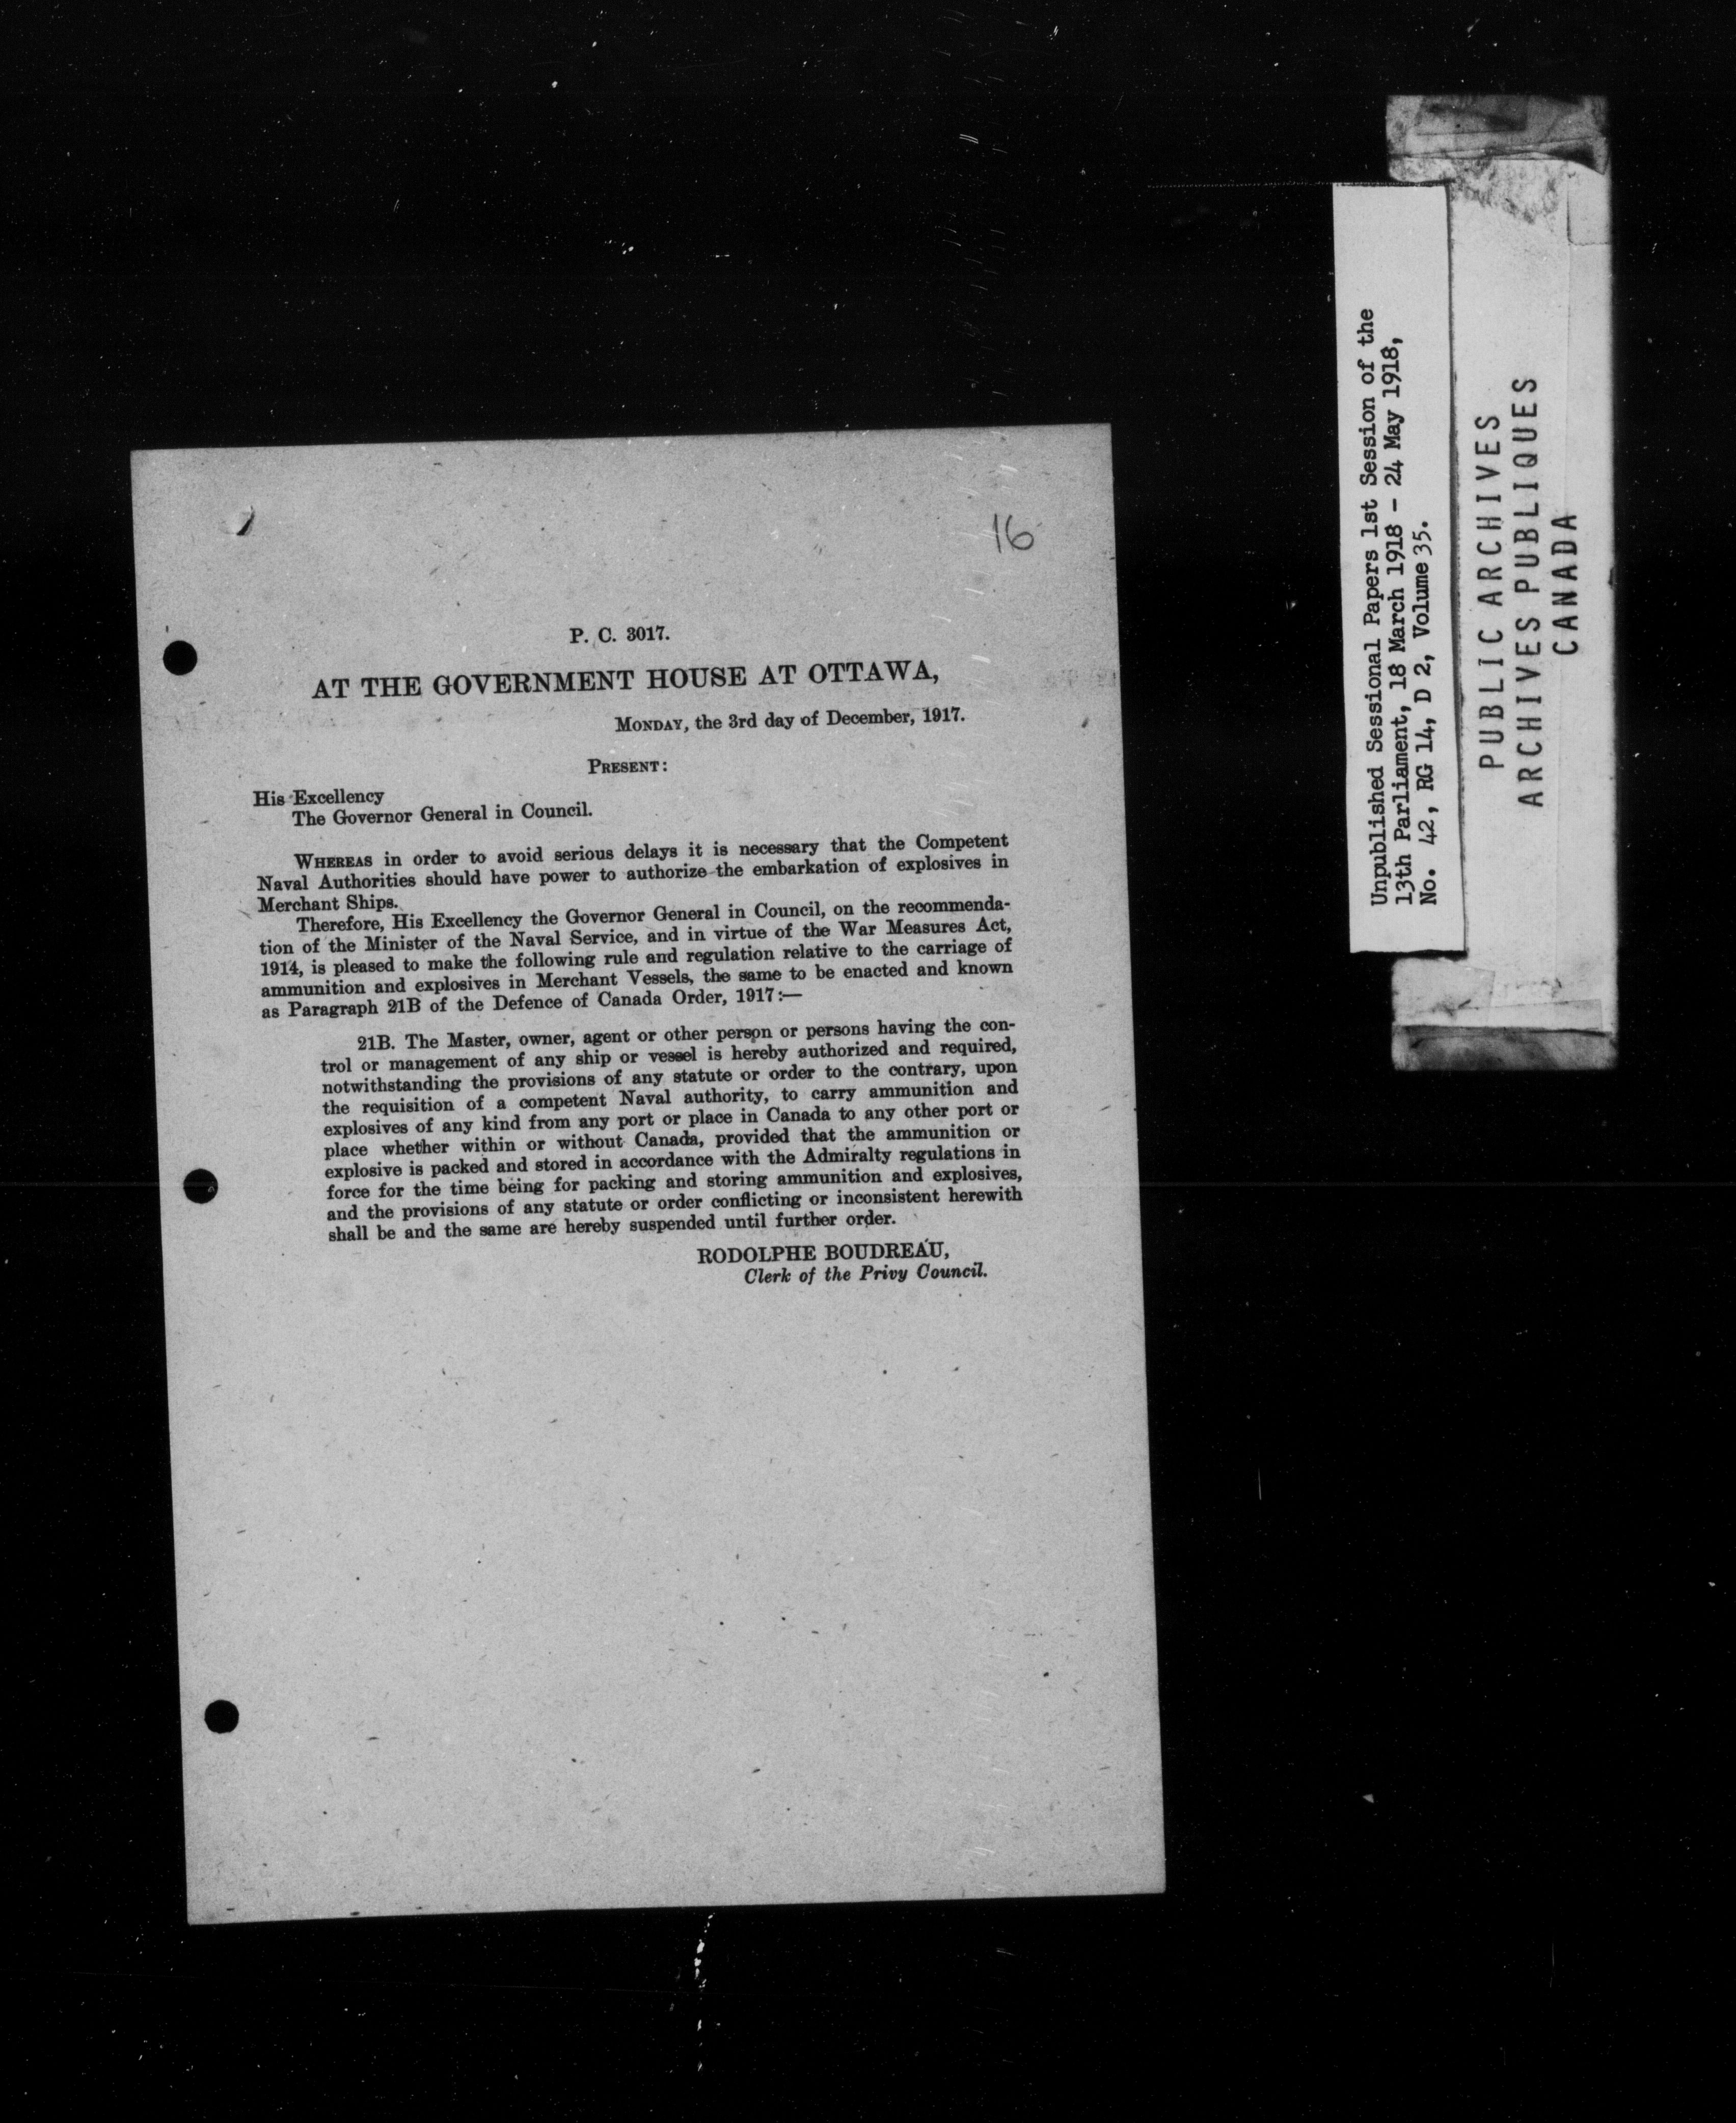 16
P. C. 3017.
AT THE GOVERNMENT HOUSE AT OTTAWA,
MONDAY, the 3rd day of December, 1917.
PRESENT:
His Excellency
The Governor General in Council.
WHEREAS in order to avoid serious delays it is necessary that the Competent
Naval Authorities should have power to authorize the embarkation of explosives in
Merchant Ships.
Therefore, His Excellency the Governor General in Council, on the recommenda-
tion of the Minister of the Naval Service, and in virtue of the War Measures Act,
1914, is pleased to make the following rule and regulation relative to the carriage of
ammunition and explosives in Merchant Vessels, the same to be enacted and known
as Paragraph 21B of the Defence of Canada Order, 1917:—
21B. The Master, owner, agent or other person or persons having the con-
trol or management of any ship or vessel is hereby authorized and required,
notwithstanding the provisions of any statute or order to the contrary, upon
the requisition of a competent Naval authority, to carry ammunition and
explosives of any kind from any port or place in Canada to any other port or
place whether within or without Canada, provided that the ammunition or
explosive is packed and stored in accordance with the Admiralty regulations in
force for the time being for packing and storing ammunition and explosives,
and the provisions of any statute or order conflicting or inconsistent herewith
shall be and the same are hereby suspended until further order.
RODOLPHE BOUDREAU,
Clerk of the Privy Council.
Unpublished Sessional Papers 1st Session of the
13th Parliament, 18 March 1918 - 24 May 1918,
No. 42, RG 14, D 2, Volume 35.
PUBLIC ARCHIVES
ARCHIVES PUBLIQUES
CANADA